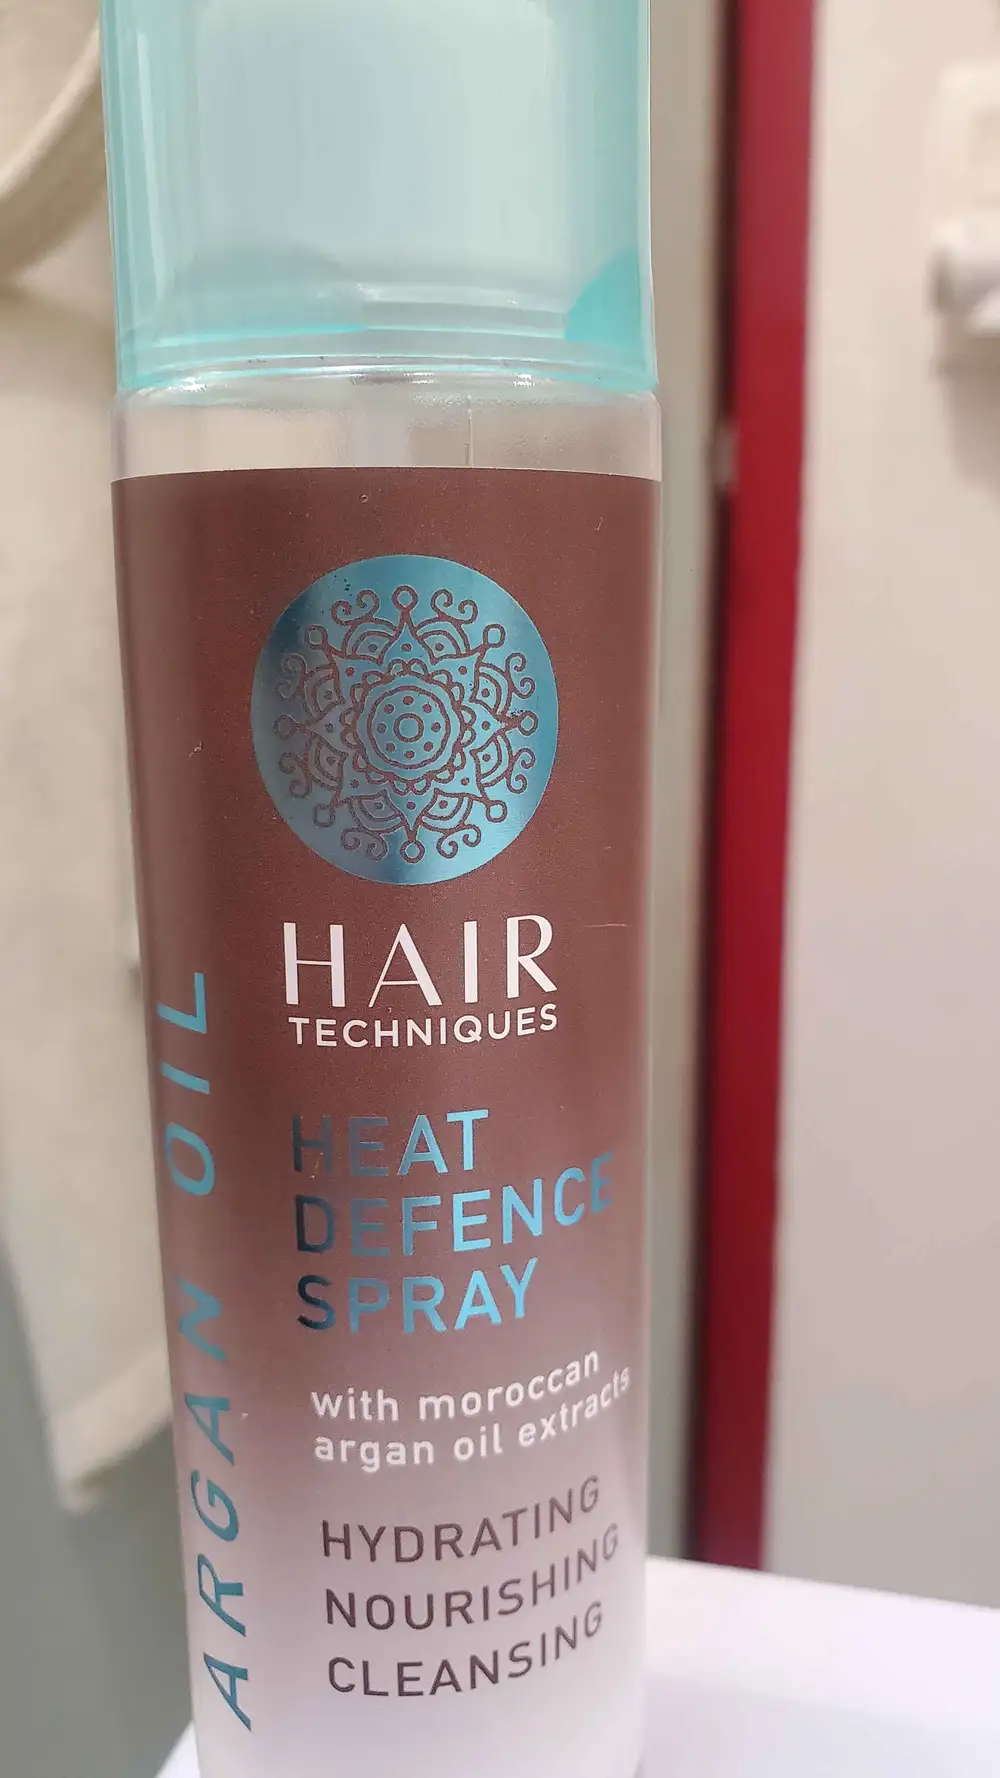 HAIR
TECHNIQUES
HEAT
DEFENCE
SPRAY
with moroccan
argan oil extracts
HYDRATING
NOURISHING
CLEANSING
ARGAN OIL